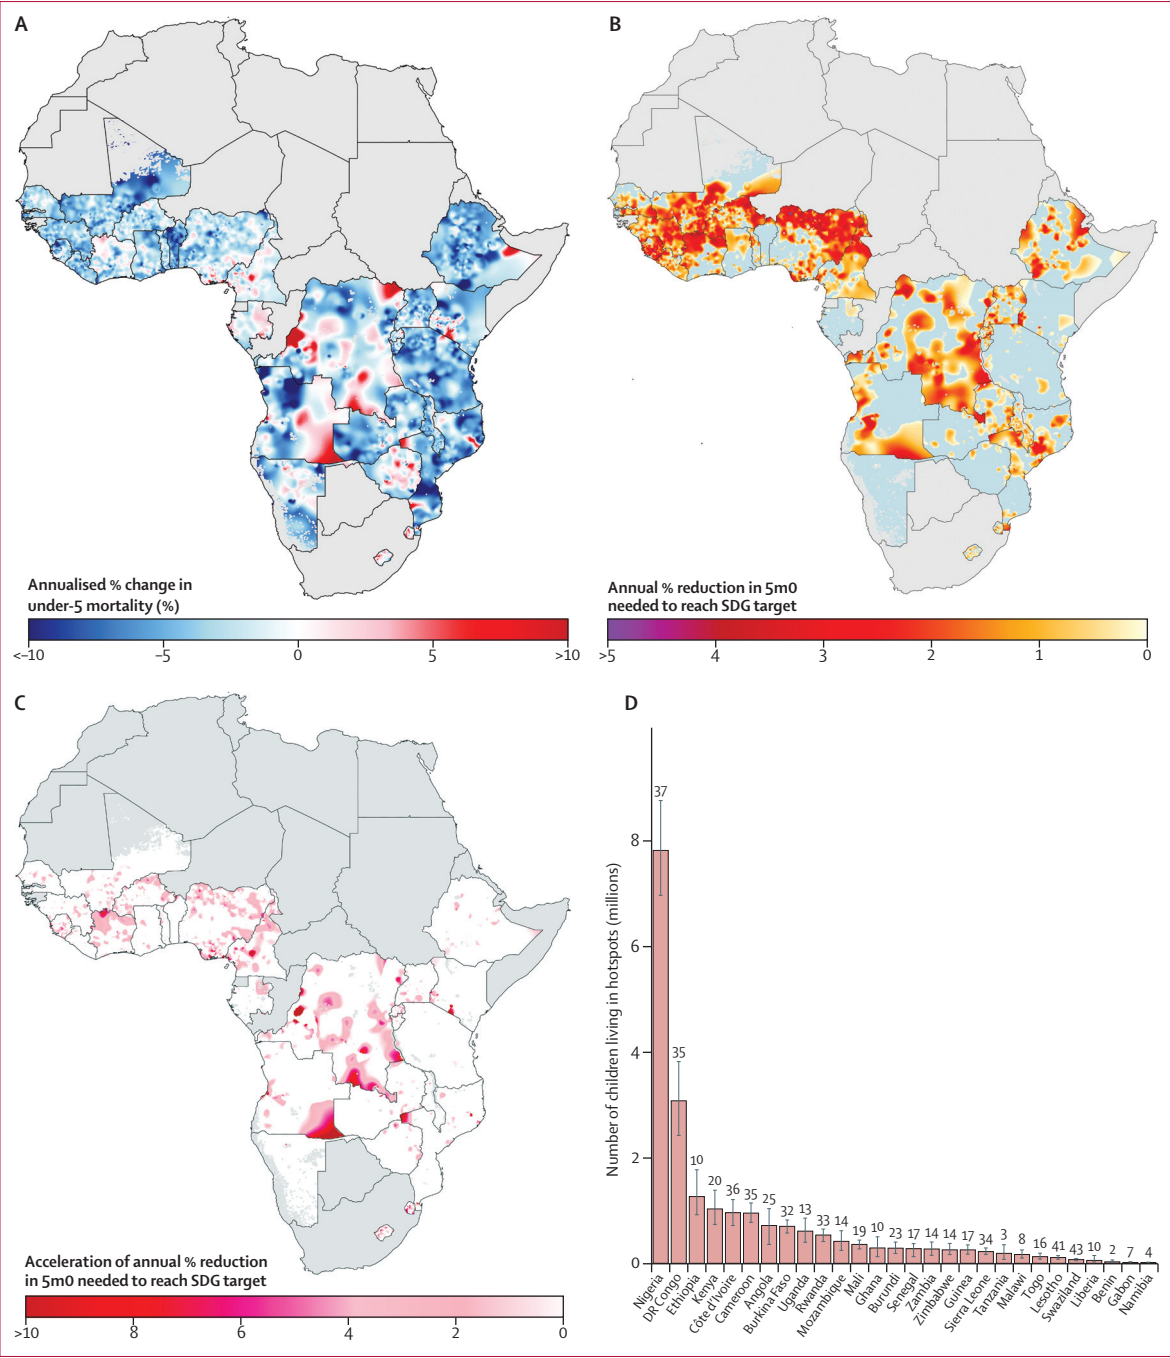 A
B
Annualised % change in
under-5 mortality (%)
<–10
–5
0
5
>10
Annual % reduction in 5m0
needed to reach SDG target
>5
4
3
2
1
0
C
D
Acceleration of annual % reduction
in 5m0 needed to reach SDG target
>10
8
6
4
2
0
Number of children living in hotspots (millions)
8
6
4
2
0
37
35
10
20
36
35
25
32
13
33
14
19
10
23
17
14
14
17
34
3
8
16
41
43
10
2
7
4
Nigeria
DR Congo
Ethiopia
Kenya
Côte d'Ivoire
Cameroon
Angola
Burkina Faso
Uganda
Rwanda
Mozambique
Mali
Ghana
Burundi
Senegal
Zambia
Zimbabwe
Guinea
Sierra Leone
Tanzania
Malawi
Togo
Lesotho
Swaziland
Liberia
Benin
Gabon
Namibia